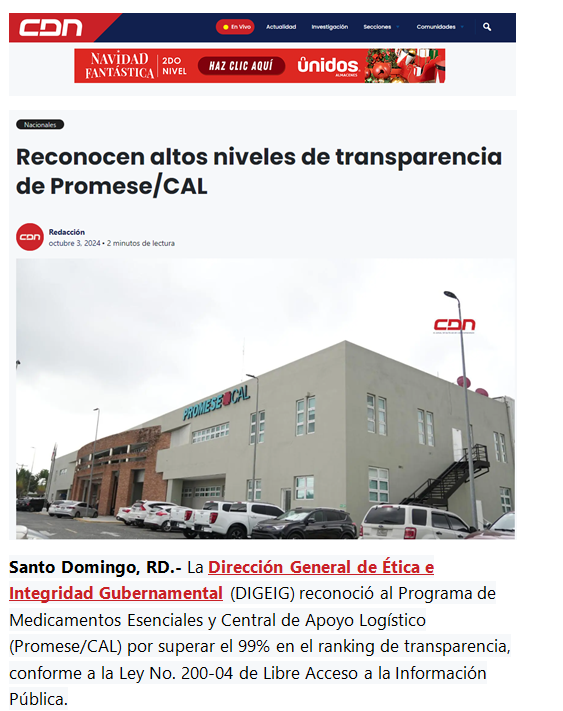 CDN
En Vivo Actualidad Investigación Secciones Comunidades
NAVIDAD FANTÁSTICA 2DO NIVEL HAZ CLIC AQUÍ únidos ALMACENES
Nacionales
Reconocen altos niveles de transparencia
de Promese/CAL
CDN
Redacción
octubre 3, 2024 • 2 minutos de lectura
CDN
PROMESE CAL
Santo Domingo, RD.- La Dirección General de Ética e
Integridad Gubernamental (DIGEIG) reconoció al Programa de
Medicamentos Esenciales y Central de Apoyo Logístico
(Promese/CAL) por superar el 99% en el ranking de transparencia,
conforme a la Ley No. 200-04 de Libre Acceso a la Información
Pública.